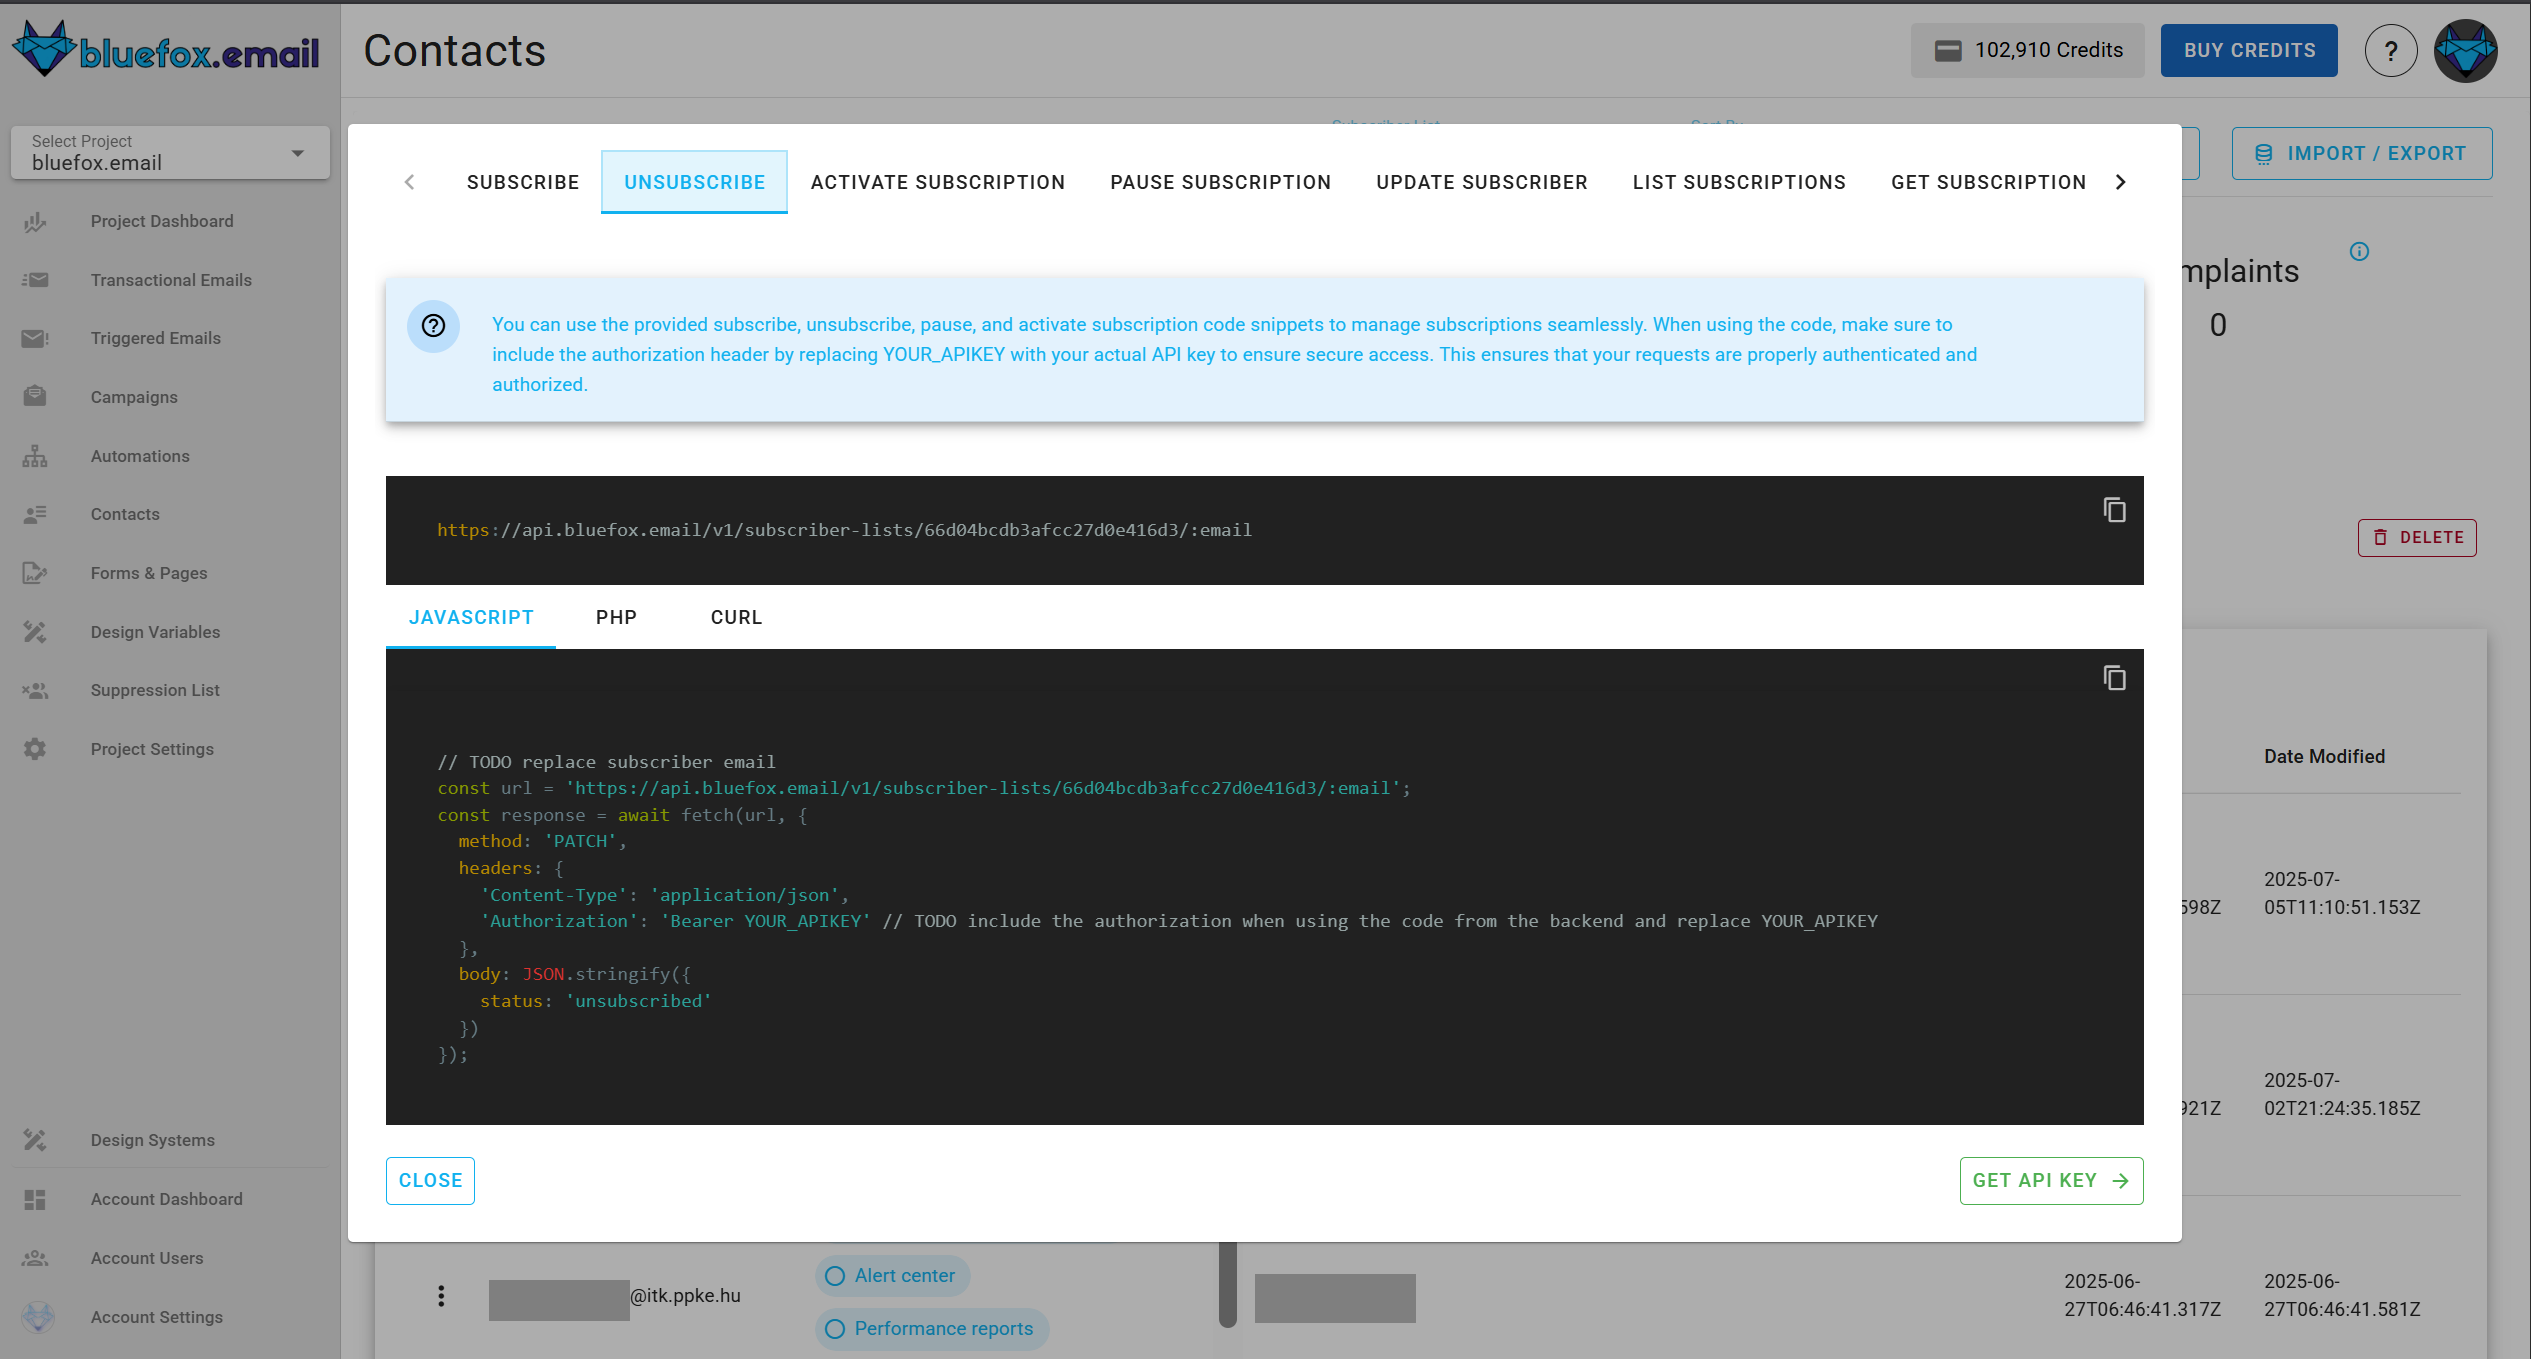 bluefox.email
Contacts
102,910 Credits
BUY CREDITS
?
Select Project
bluefox.email
Project Dashboard
Transactional Emails
Triggered Emails
Campaigns
Automations
Contacts
Forms & Pages
Design Variables
Suppression List
Project Settings
Design Systems
Account Dashboard
Account Users
Account Settings
Subscriber List
Sort By
IMPORT / EXPORT
SUBSCRIBE
UNSUBSCRIBE
ACTIVATE SUBSCRIPTION
PAUSE SUBSCRIPTION
UPDATE SUBSCRIBER
LIST SUBSCRIPTIONS
GET SUBSCRIPTION
mplaints
0
You can use the provided subscribe, unsubscribe, pause, and activate subscription code snippets to manage subscriptions seamlessly. When using the code, make sure to
include the authorization header by replacing YOUR_APIKEY with your actual API key to ensure secure access. This ensures that your requests are properly authenticated and
authorized.
https://api.bluefox.email/v1/subscriber-lists/66d04bcdb3afcc27d0e416d3/:email
DELETE
JAVASCRIPT
PHP
CURL
// TODO replace subscriber email
const url = 'https://api.bluefox.email/v1/subscriber-lists/66d04bcdb3afcc27d0e416d3/:email';
const response = await fetch(url, {
method: 'PATCH',
headers: {
'Content-Type': 'application/json',
'Authorization': 'Bearer YOUR_APIKEY' // TODO include the authorization when using the code from the backend and replace YOUR_APIKEY
},
body: JSON.stringify({
status: 'unsubscribed'
})
});
CLOSE
GET API KEY
Date Modified
598Z
2025-07-
05T11:10:51.153Z
921Z
2025-07-
02T21:24:35.185Z
@itk.ppke.hu
Alert center
Performance reports
2025-06-
27T06:46:41.317Z
2025-06-
27T06:46:41.581Z